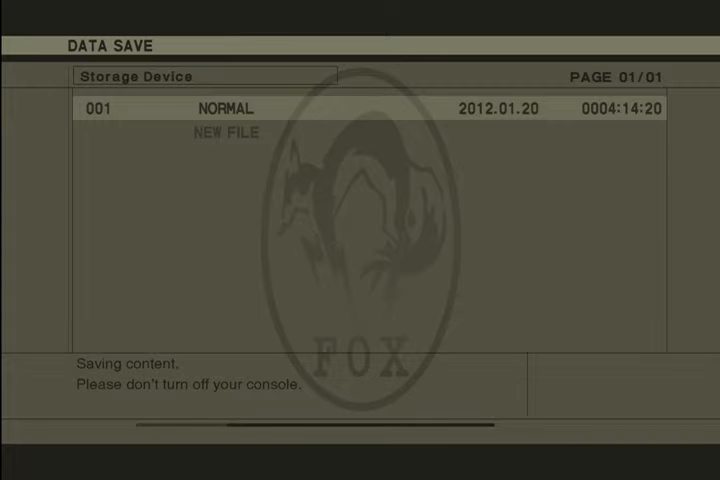 DATA SAVE
Storage Device PAGE 01/01
001 NORMAL 2012.01.20 0004:14:20
NEW FILE
FOX
Saving content.
Please don't turn off your console.